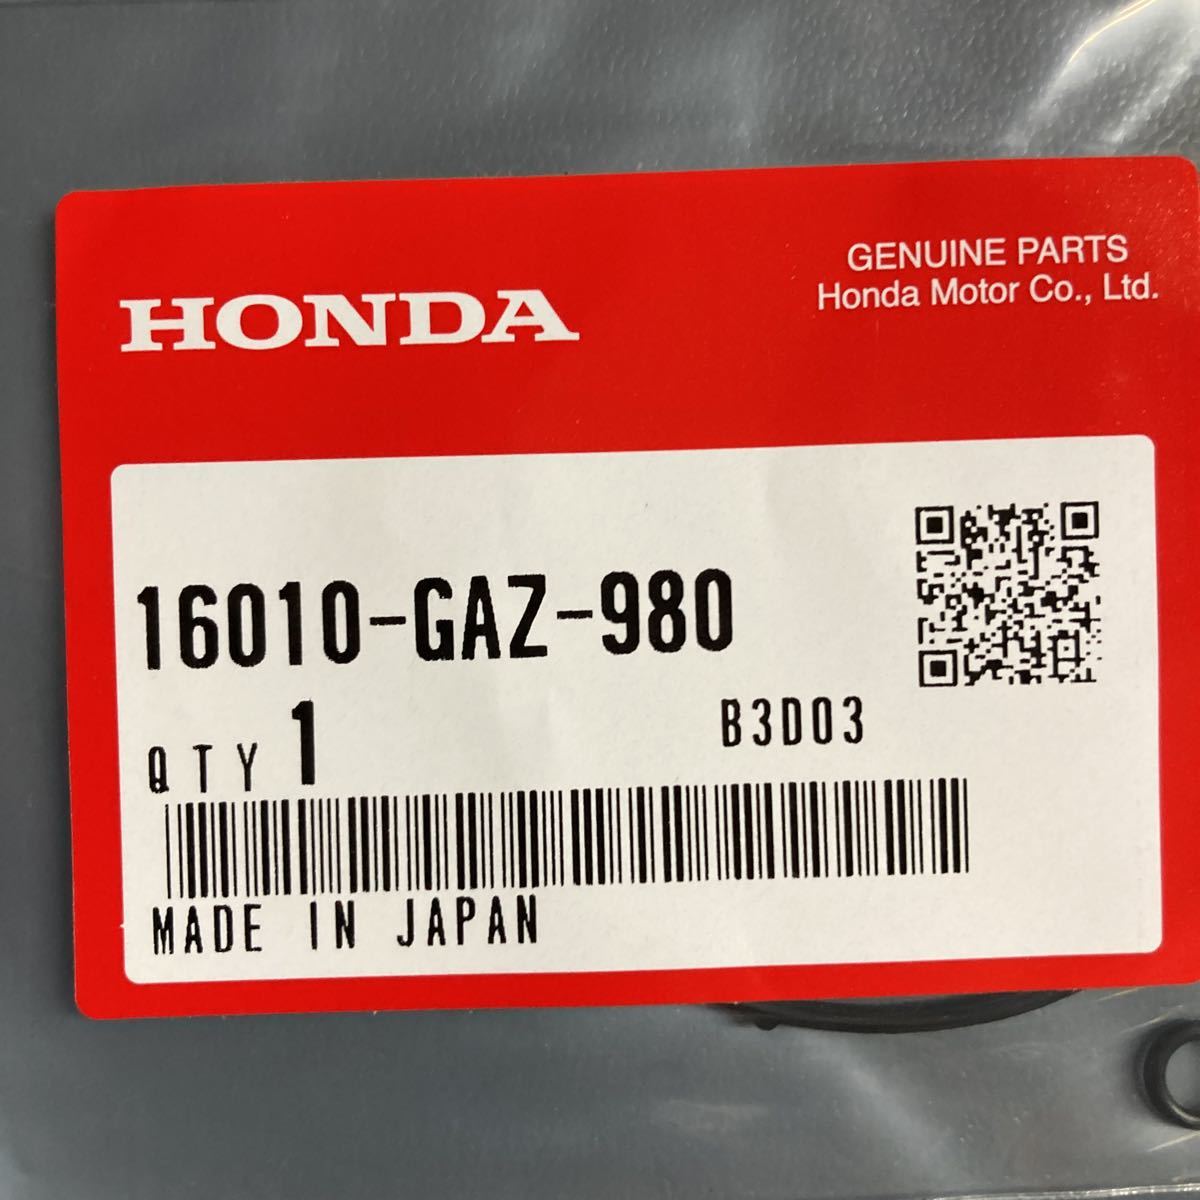 HONDA
GENUINE PARTS
Honda Motor Co., Ltd.
16010-GAZ-980
QTY 1
B3D03
MADE IN JAPAN